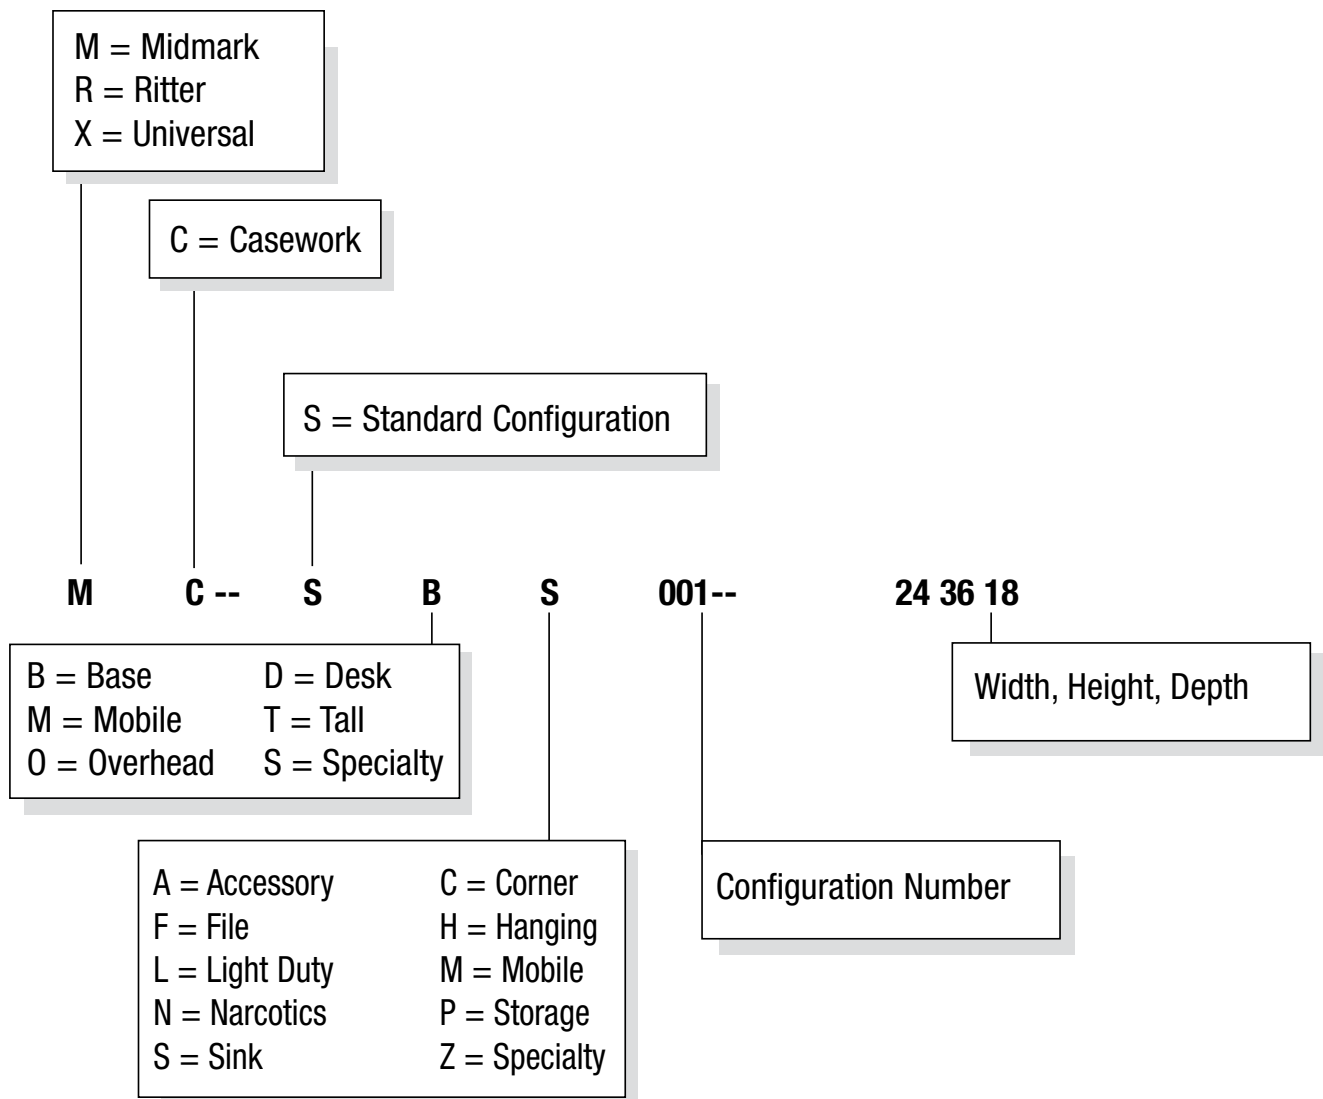 M = Midmark
R = Ritter
X = Universal
C = Casework
S = Standard Configuration
M C -- S B S 001-- 24 36 18
B = Base D = Desk
M = Mobile T = Tall
O = Overhead S = Specialty
Width, Height, Depth
A = Accessory C = Corner
F = File H = Hanging
L = Light Duty M = Mobile
N = Narcotics P = Storage
S = Sink Z = Specialty
Configuration Number